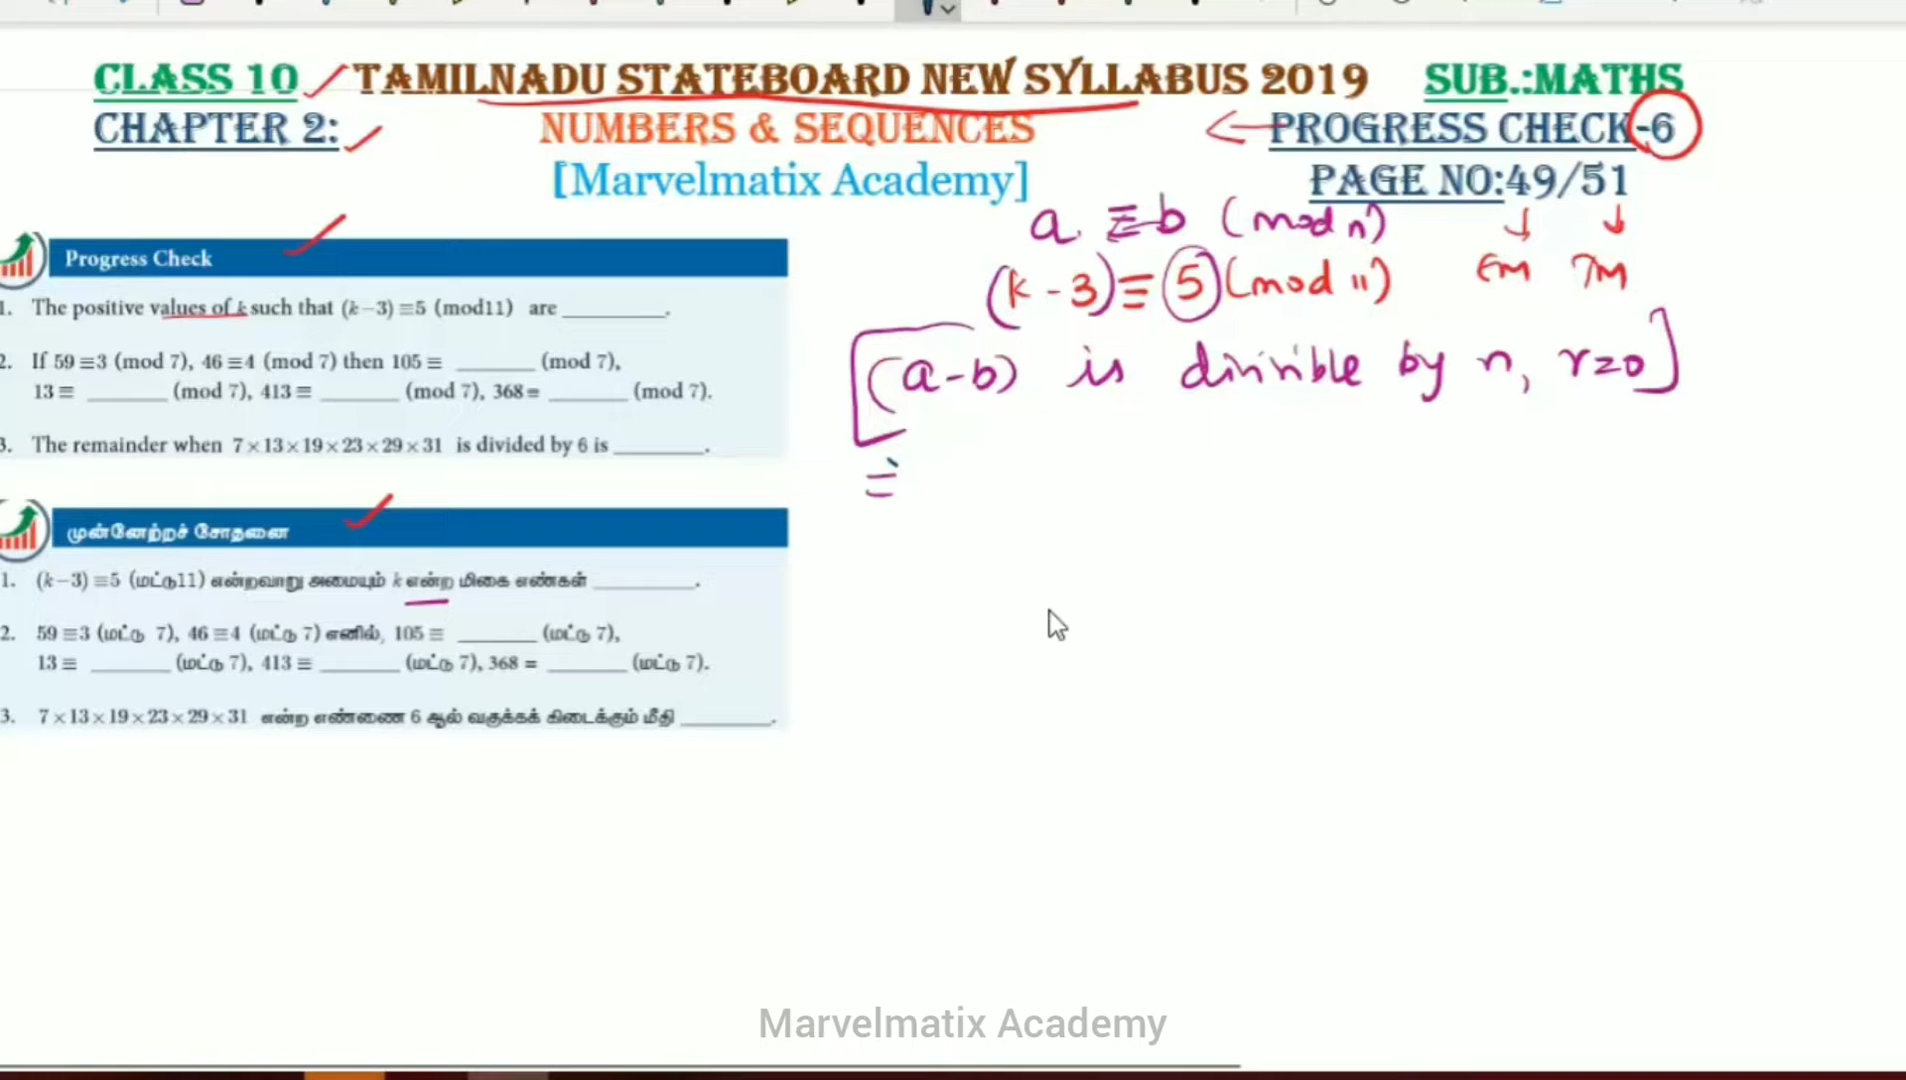 CLASS 10 TAMILNADU STATEBOARD NEW SYLLABUS 2019 SUB.:MATHS
CHAPTER 2: NUMBERS & SEQUENCES PROGRESS CHECK-6
[Marvelmatix Academy] PAGE NO:49/51
a ≡ b (mod n)
EM TM
(k - 3) ≡ 5 (mod 11)
[(a-b) is divisible by n, r=0]
Progress Check
1. The positive values of k such that (k−3) ≡5 (mod11) are ________.
2. If 59 ≡3 (mod 7), 46 ≡4 (mod 7) then 105 ≡ ________ (mod 7),
13 ≡ ________ (mod 7), 413 ≡ ________ (mod 7), 368 = ________ (mod 7).
3. The remainder when 7×13×19×23×29×31 is divided by 6 is ________.
முன்னேற்றச் சோதனை
1. (k−3) ≡5 (மட்டு11) என்றவாறு அமையும் k என்ற மிகை எண்கள் ________.
2. 59 ≡3 (மட்டு 7), 46 ≡4 (மட்டு 7) எனில், 105 ≡ ________ (மட்டு 7),
13 ≡ ________ (மட்டு 7), 413 ≡ ________ (மட்டு 7), 368 = ________ (மட்டு 7).
3. 7×13×19×23×29×31 என்ற எண்ணை 6 ஆல் வகுக்கக் கிடைக்கும் மீதி ________.
Marvelmatix Academy